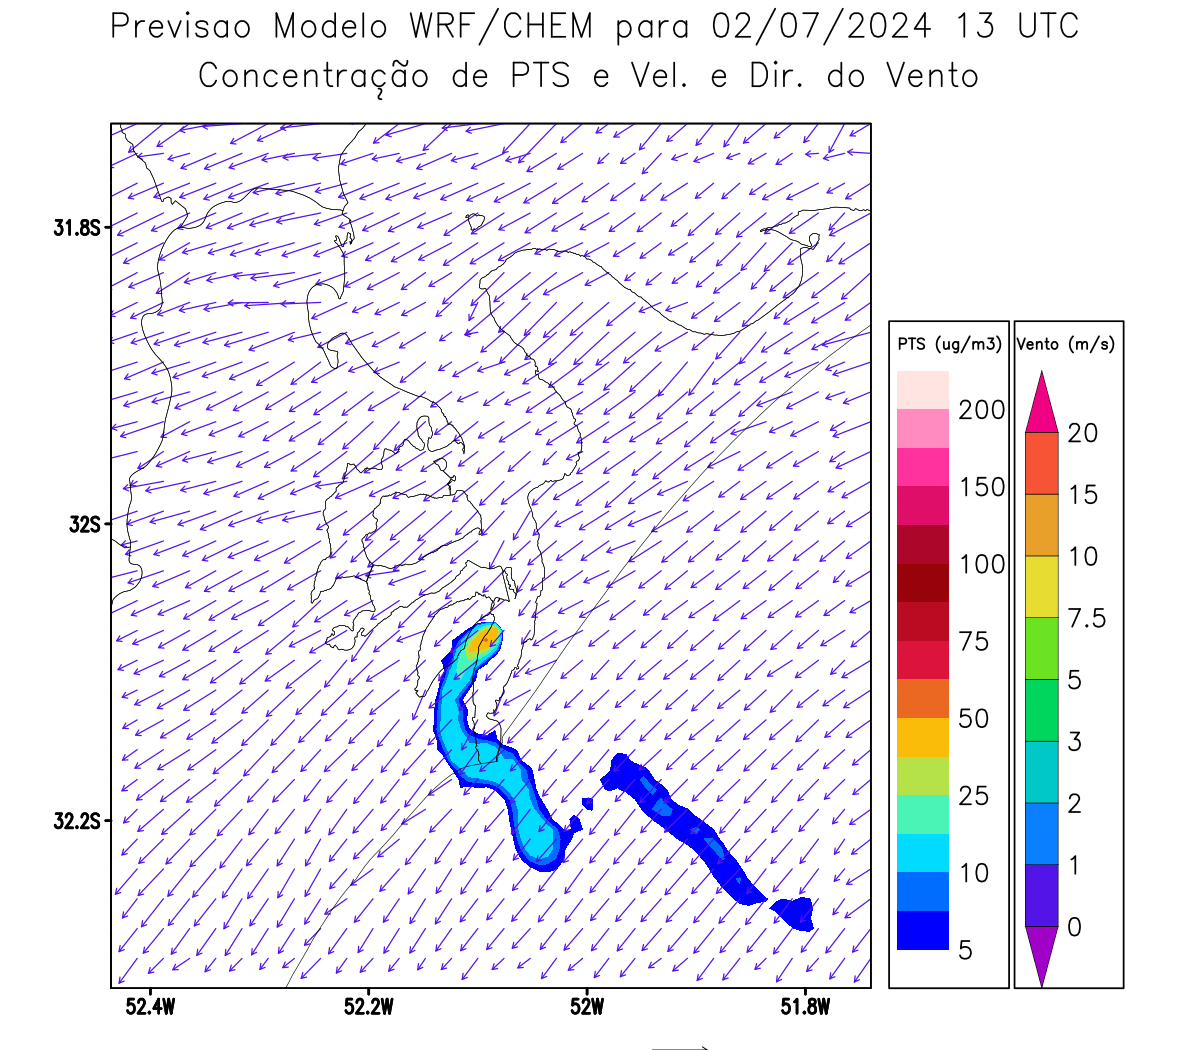 Previsao Modelo WRF/CHEM para 02/07/2024 13 UTC
Concentração de PTS e Vel. e Dir. do Vento
31.8S
32S
32.2S
52.4W
52.2W
52W
51.8W
PTS (ug/m3)
200
150
100
75
50
25
10
5
Vento (m/s)
20
15
10
7.5
5
3
2
1
0